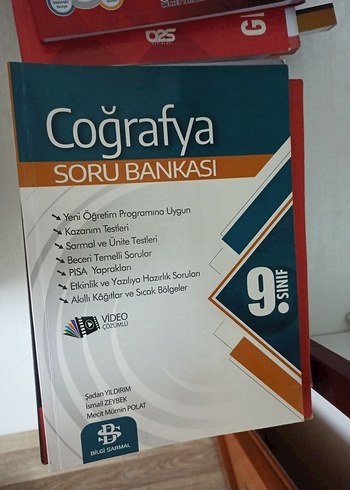 Coğrafya
SORU BANKASI
Yeni Öğretim Programına Uygun
Kazanım Testleri
Sarmal ve Ünite Testleri
Beceri Temelli Sorular
PISA Yaprakları
Etkinlik ve Yazılıya Hazırlık Soruları
Akıllı Kâğıtlar ve Sıcak Bölgeler
9. SINIF
VİDEO
ÇÖZÜMLÜ
Şadan YILDIRIM
İsmail ZEYBEK
Mecit Mümin POLAT
BİLGİ SARMAL